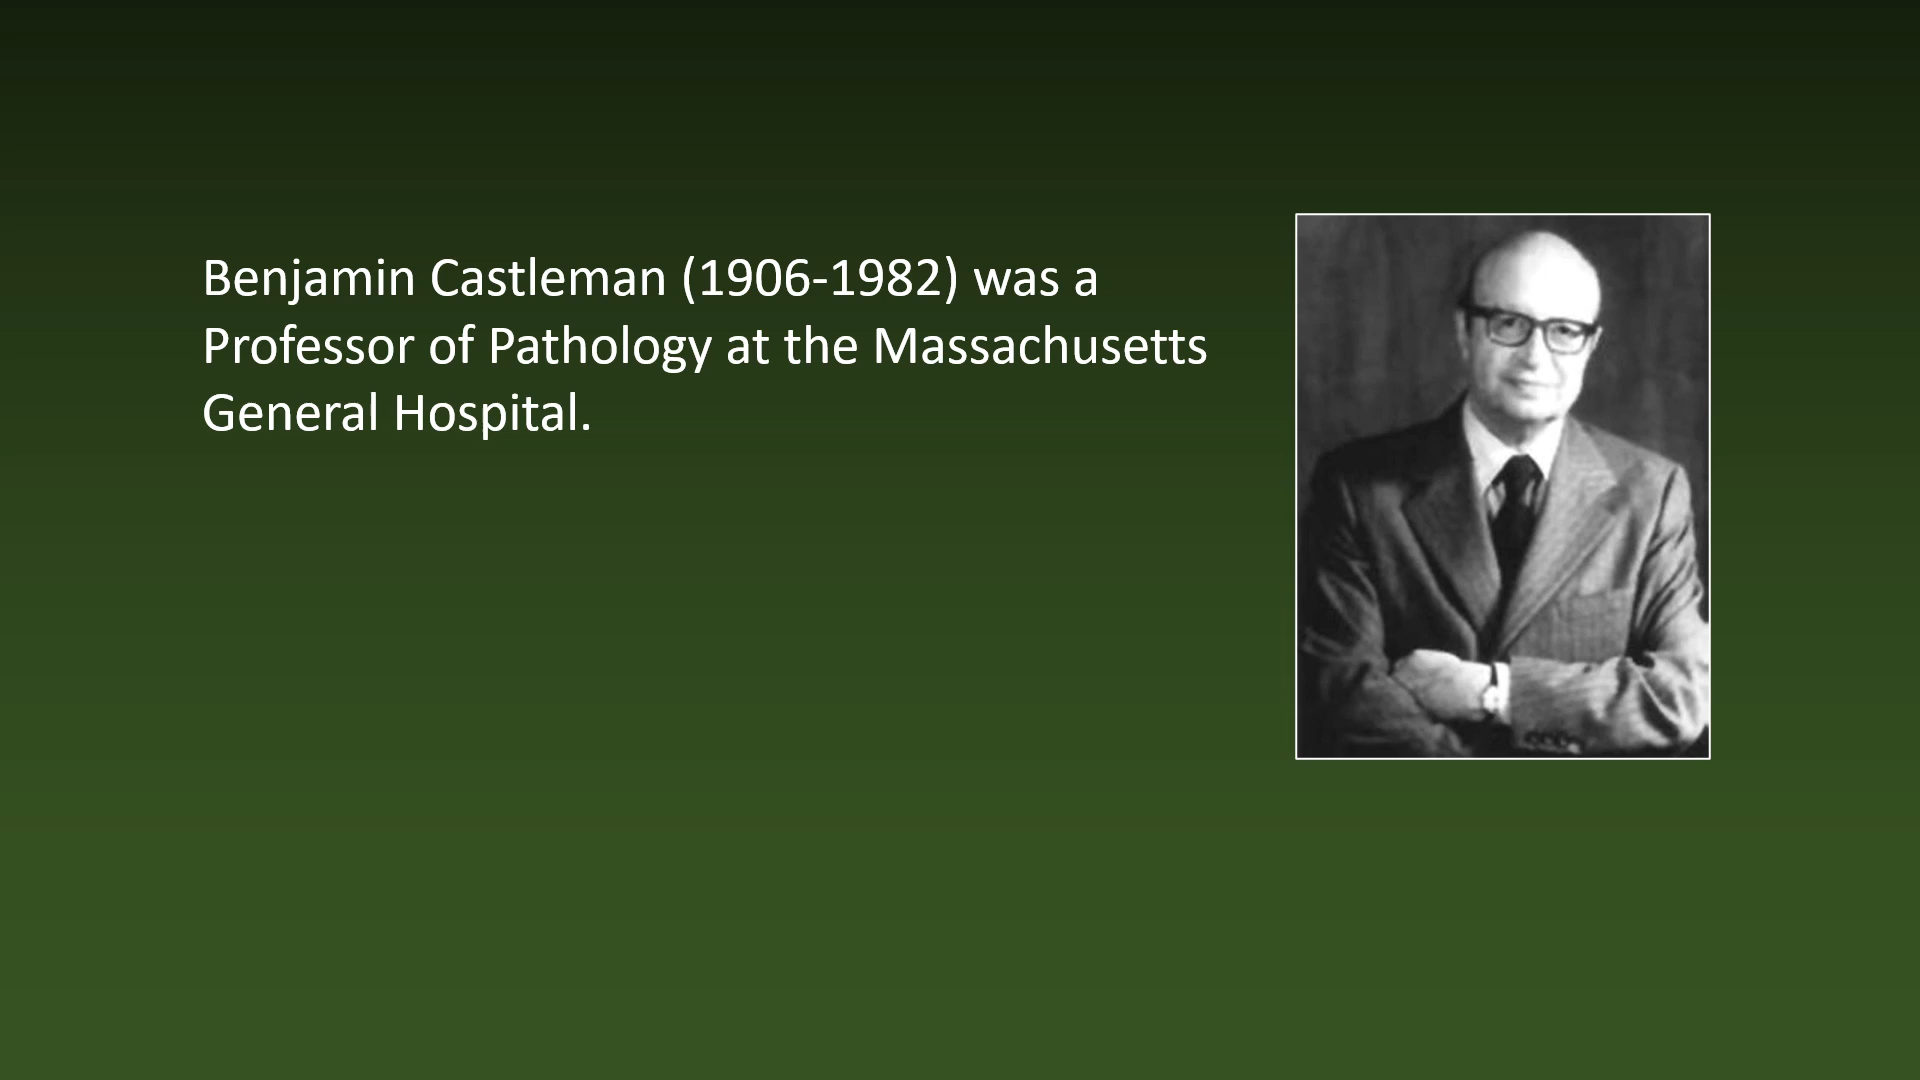 Benjamin Castleman (1906-1982) was a
Professor of Pathology at the Massachusetts
General Hospital.